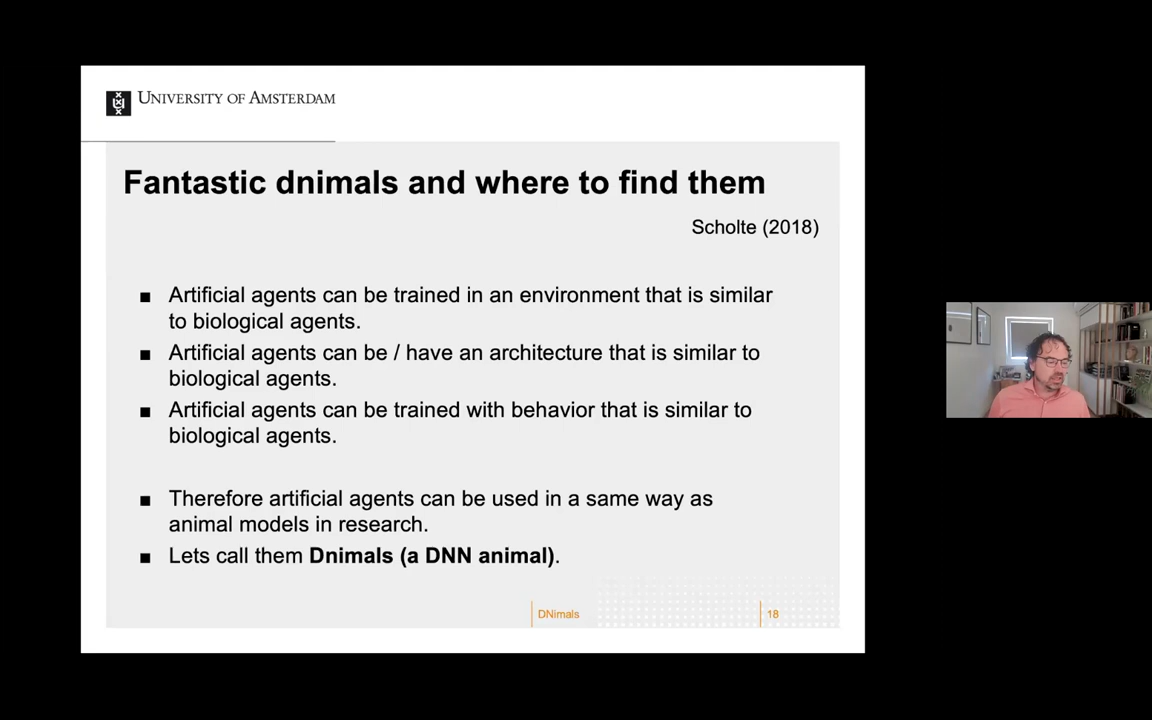 UNIVERSITY OF AMSTERDAM
Fantastic dnimals and where to find them
Scholte (2018)
Artificial agents can be trained in an environment that is similar
to biological agents.
Artificial agents can be / have an architecture that is similar to
biological agents.
Artificial agents can be trained with behavior that is similar to
biological agents.
Therefore artificial agents can be used in a same way as
animal models in research.
Lets call them Dnimals (a DNN animal).
DNimals
18